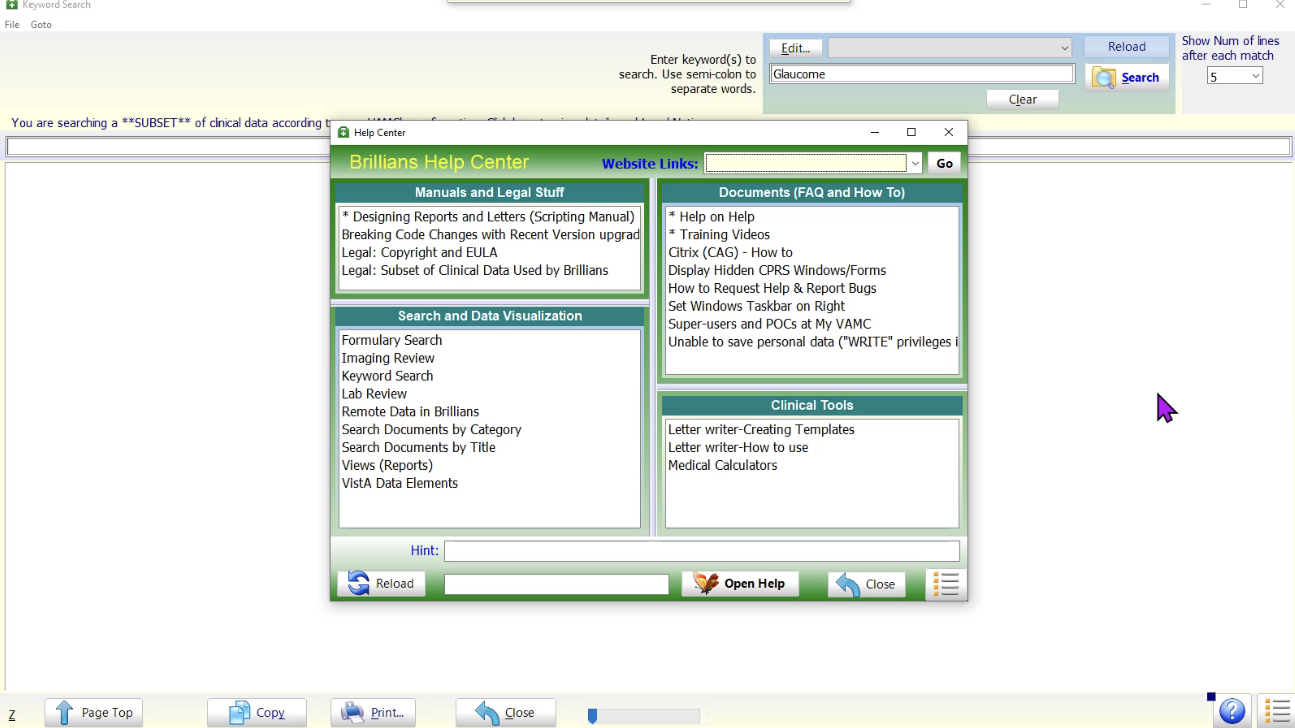 Keyword Search
File Goto
Enter keyword(s) to
search. Use semi-colon to
separate words.
Edit...
Reload
Glaucome
Search
Clear
Show Num of lines
after each match
5
You are searching a **SUBSET** of clinical data according
Help Center
Brillians Help Center
Website Links:
Go
Manuals and Legal Stuff
* Designing Reports and Letters (Scripting Manual)
Breaking Code Changes with Recent Version upgrad
Legal: Copyright and EULA
Legal: Subset of Clinical Data Used by Brillians
Search and Data Visualization
Formulary Search
Imaging Review
Keyword Search
Lab Review
Remote Data in Brillians
Search Documents by Category
Search Documents by Title
Views (Reports)
VistA Data Elements
Documents (FAQ and How To)
* Help on Help
* Training Videos
Citrix (CAG) - How to
Display Hidden CPRS Windows/Forms
How to Request Help & Report Bugs
Set Windows Taskbar on Right
Super-users and POCs at My VAMC
Unable to save personal data ("WRITE" privileges i
Clinical Tools
Letter writer-Creating Templates
Letter writer-How to use
Medical Calculators
Hint:
Reload
Open Help
Close
Z
Page Top
Copy
Print...
Close
?